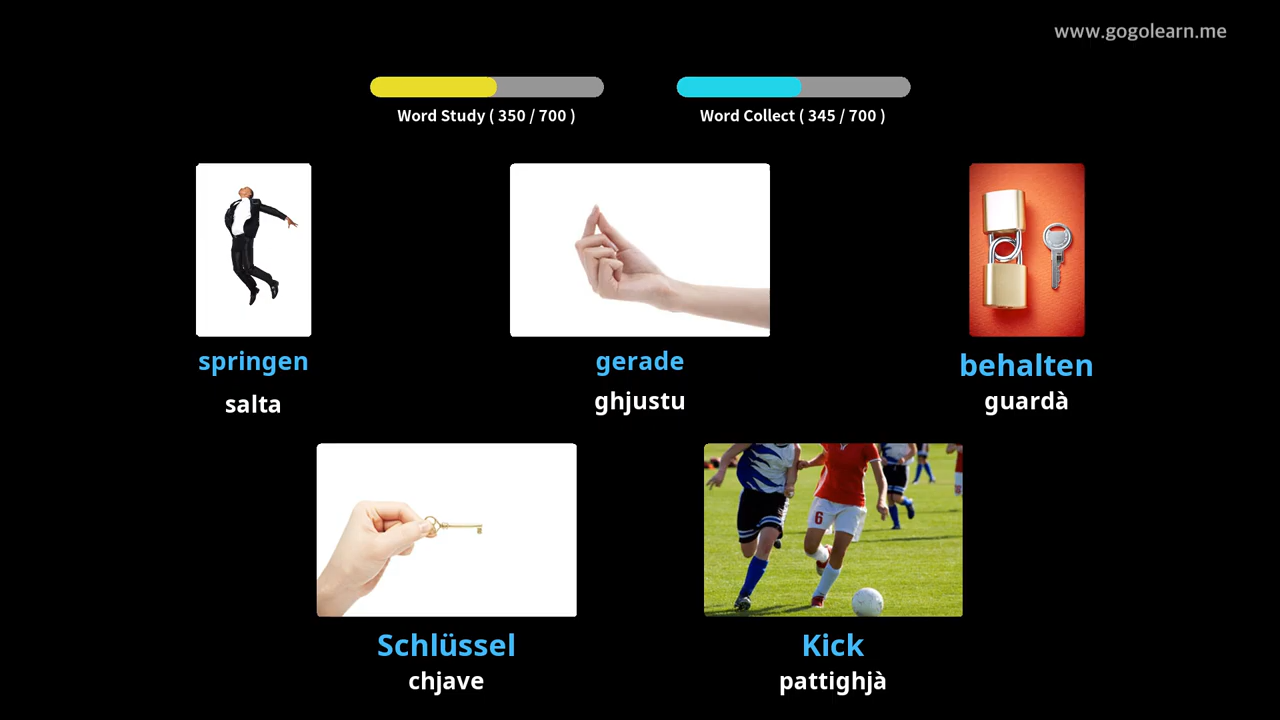 www.gogolearn.me
Word Study ( 350 / 700 )
Word Collect ( 345 / 700 )
springen
salta
gerade
ghjustu
behalten
guardà
6
Schlüssel
chjave
Kick
pattighjà